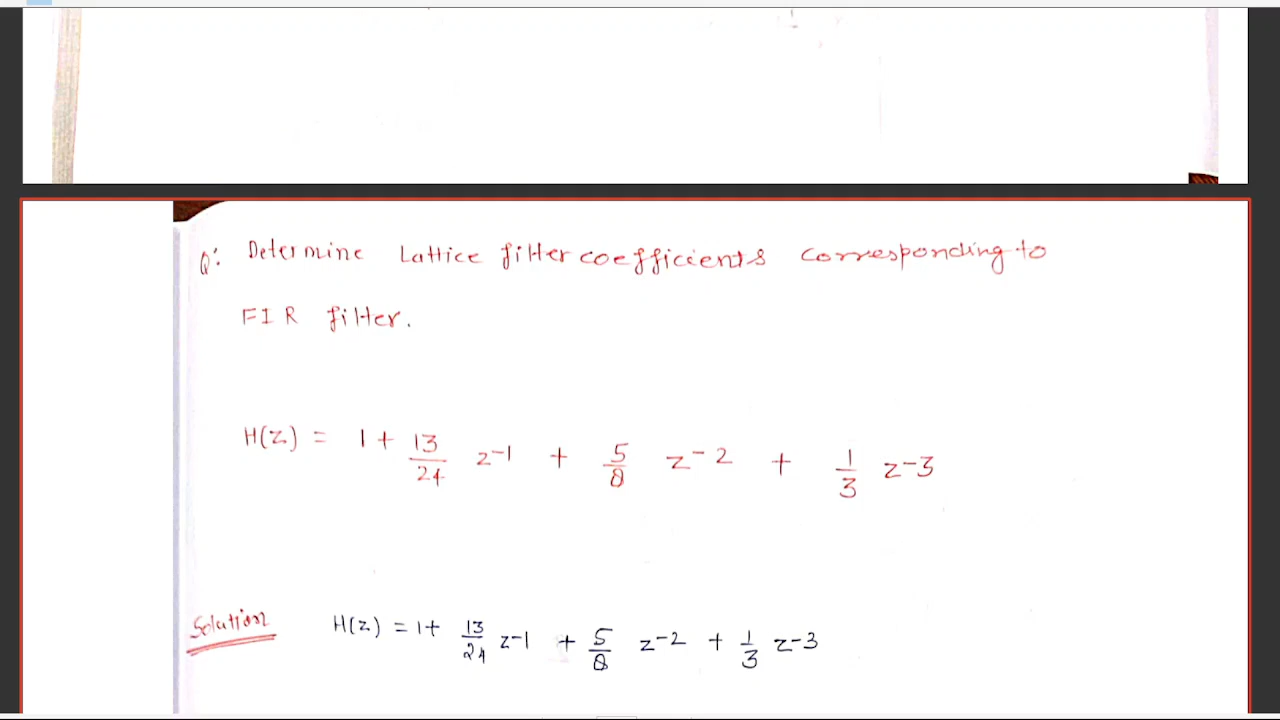 Q: Determine Lattice filter coefficients corresponding to
FIR filter.
H(z) = 1 + 13/24 z-1 + 5/8 z-2 + 1/3 z-3
Solution H(z) = 1 + 13/24 z-1 + 5/8 z-2 + 1/3 z-3